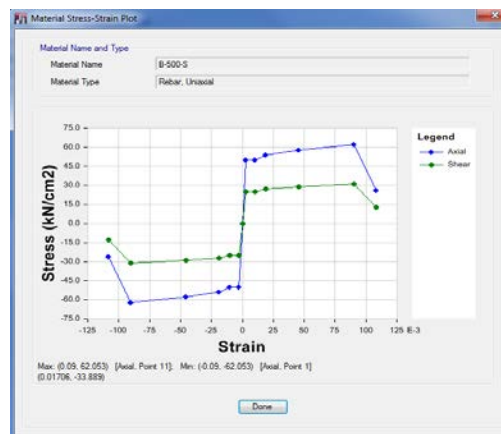 Material Stress-Strain Plot
Material Name and Type
Material Name
B-500-S
Material Type
Rebar, Uniaxial
Legend
Axial
Shear
Stress (kN/cm2)
75.0
60.0
45.0
30.0
15.0
0.0
-15.0
-30.0
-45.0
-60.0
-75.0
-125 -100 -75 -50 -25 0 25 50 75 100 125 E-3
Strain
Max: (0.09, 62.053) [Axial, Point 11]; Min: (-0.09, -62.053) [Axial, Point 1]
(0.01706, -33.889)
Done